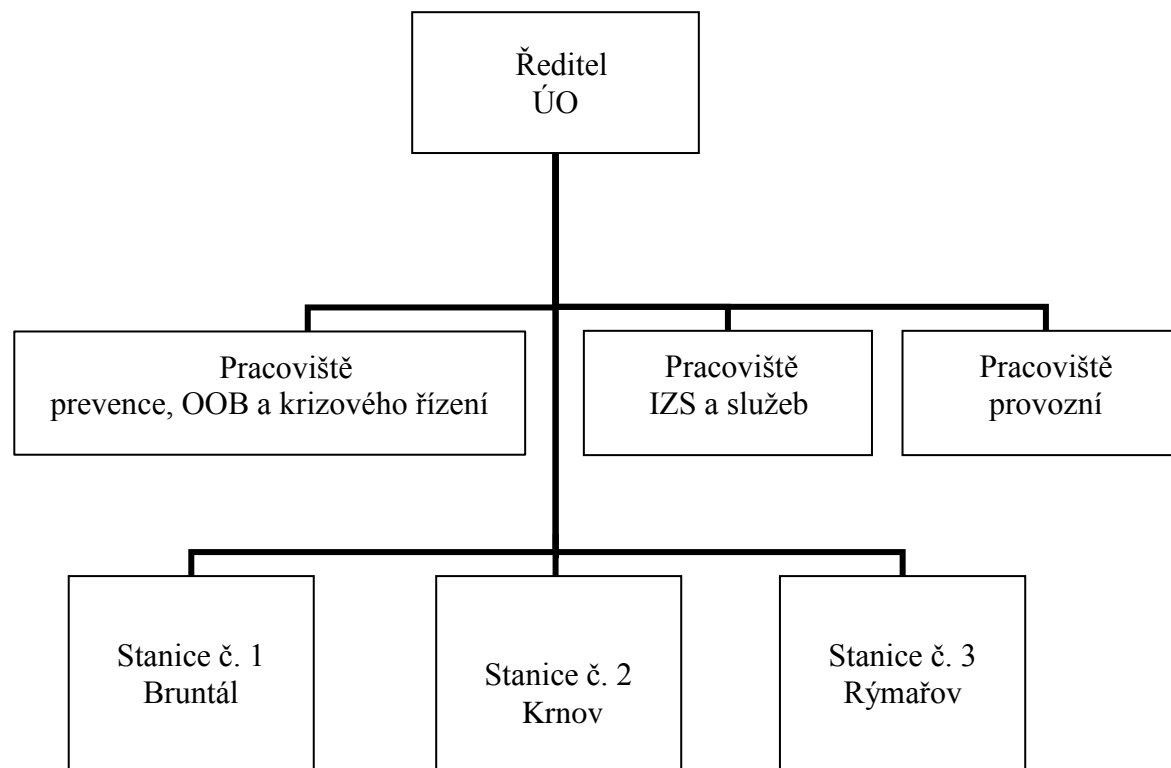 Ředitel
ÚO
Pracoviště
prevence, OOB a krizového řízení
Pracoviště
IZS a služeb
Pracoviště
provozní
Stanice č. 1
Bruntál
Stanice č. 2
Krnov
Stanice č. 3
Rýmařov